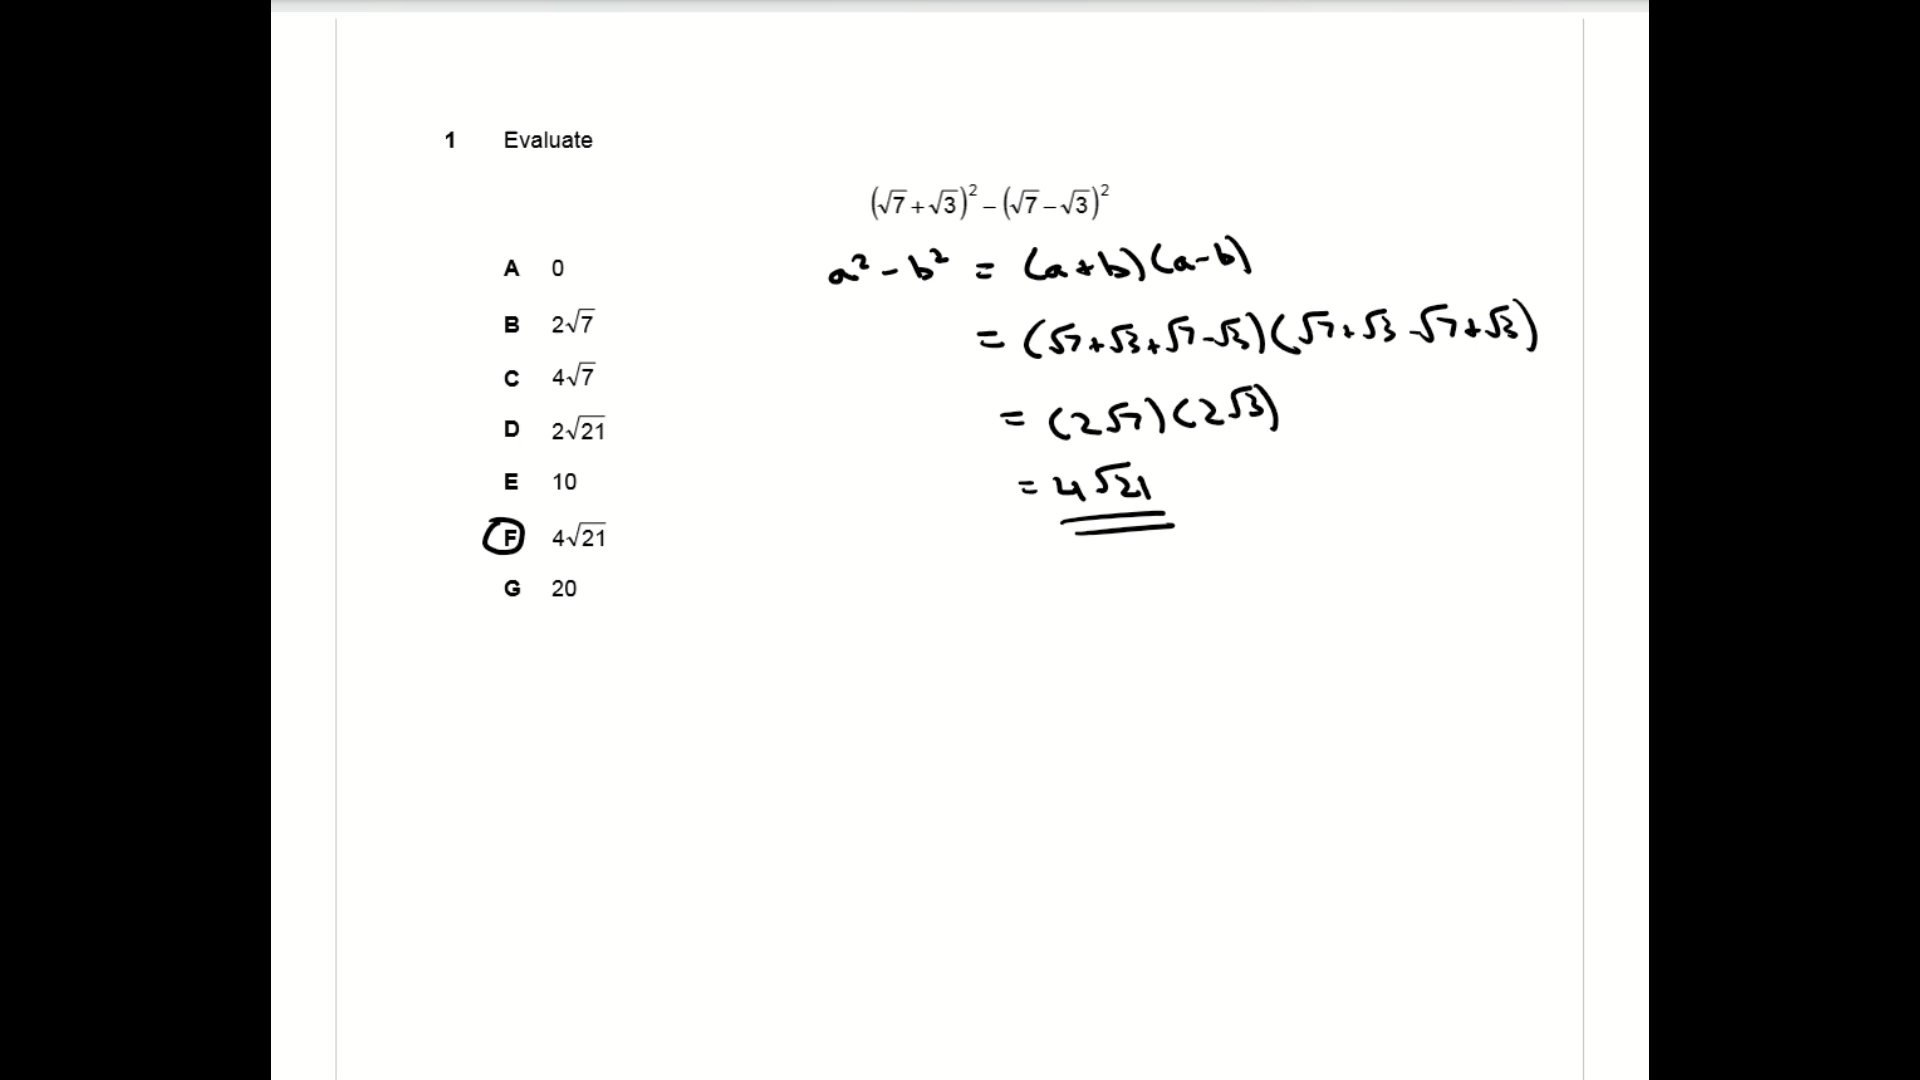 1 Evaluate
(√7 + √3)² – (√7 – √3)²
a² - b² = (a + b)(a - b)
A 0
= (√7 + √3 + √7 - √3)(√7 + √3 - √7 + √3)
B 2√7
C 4√7
= (2√7)(2√3)
D 2√21
E 10
= 4√21
F 4√21
G 20